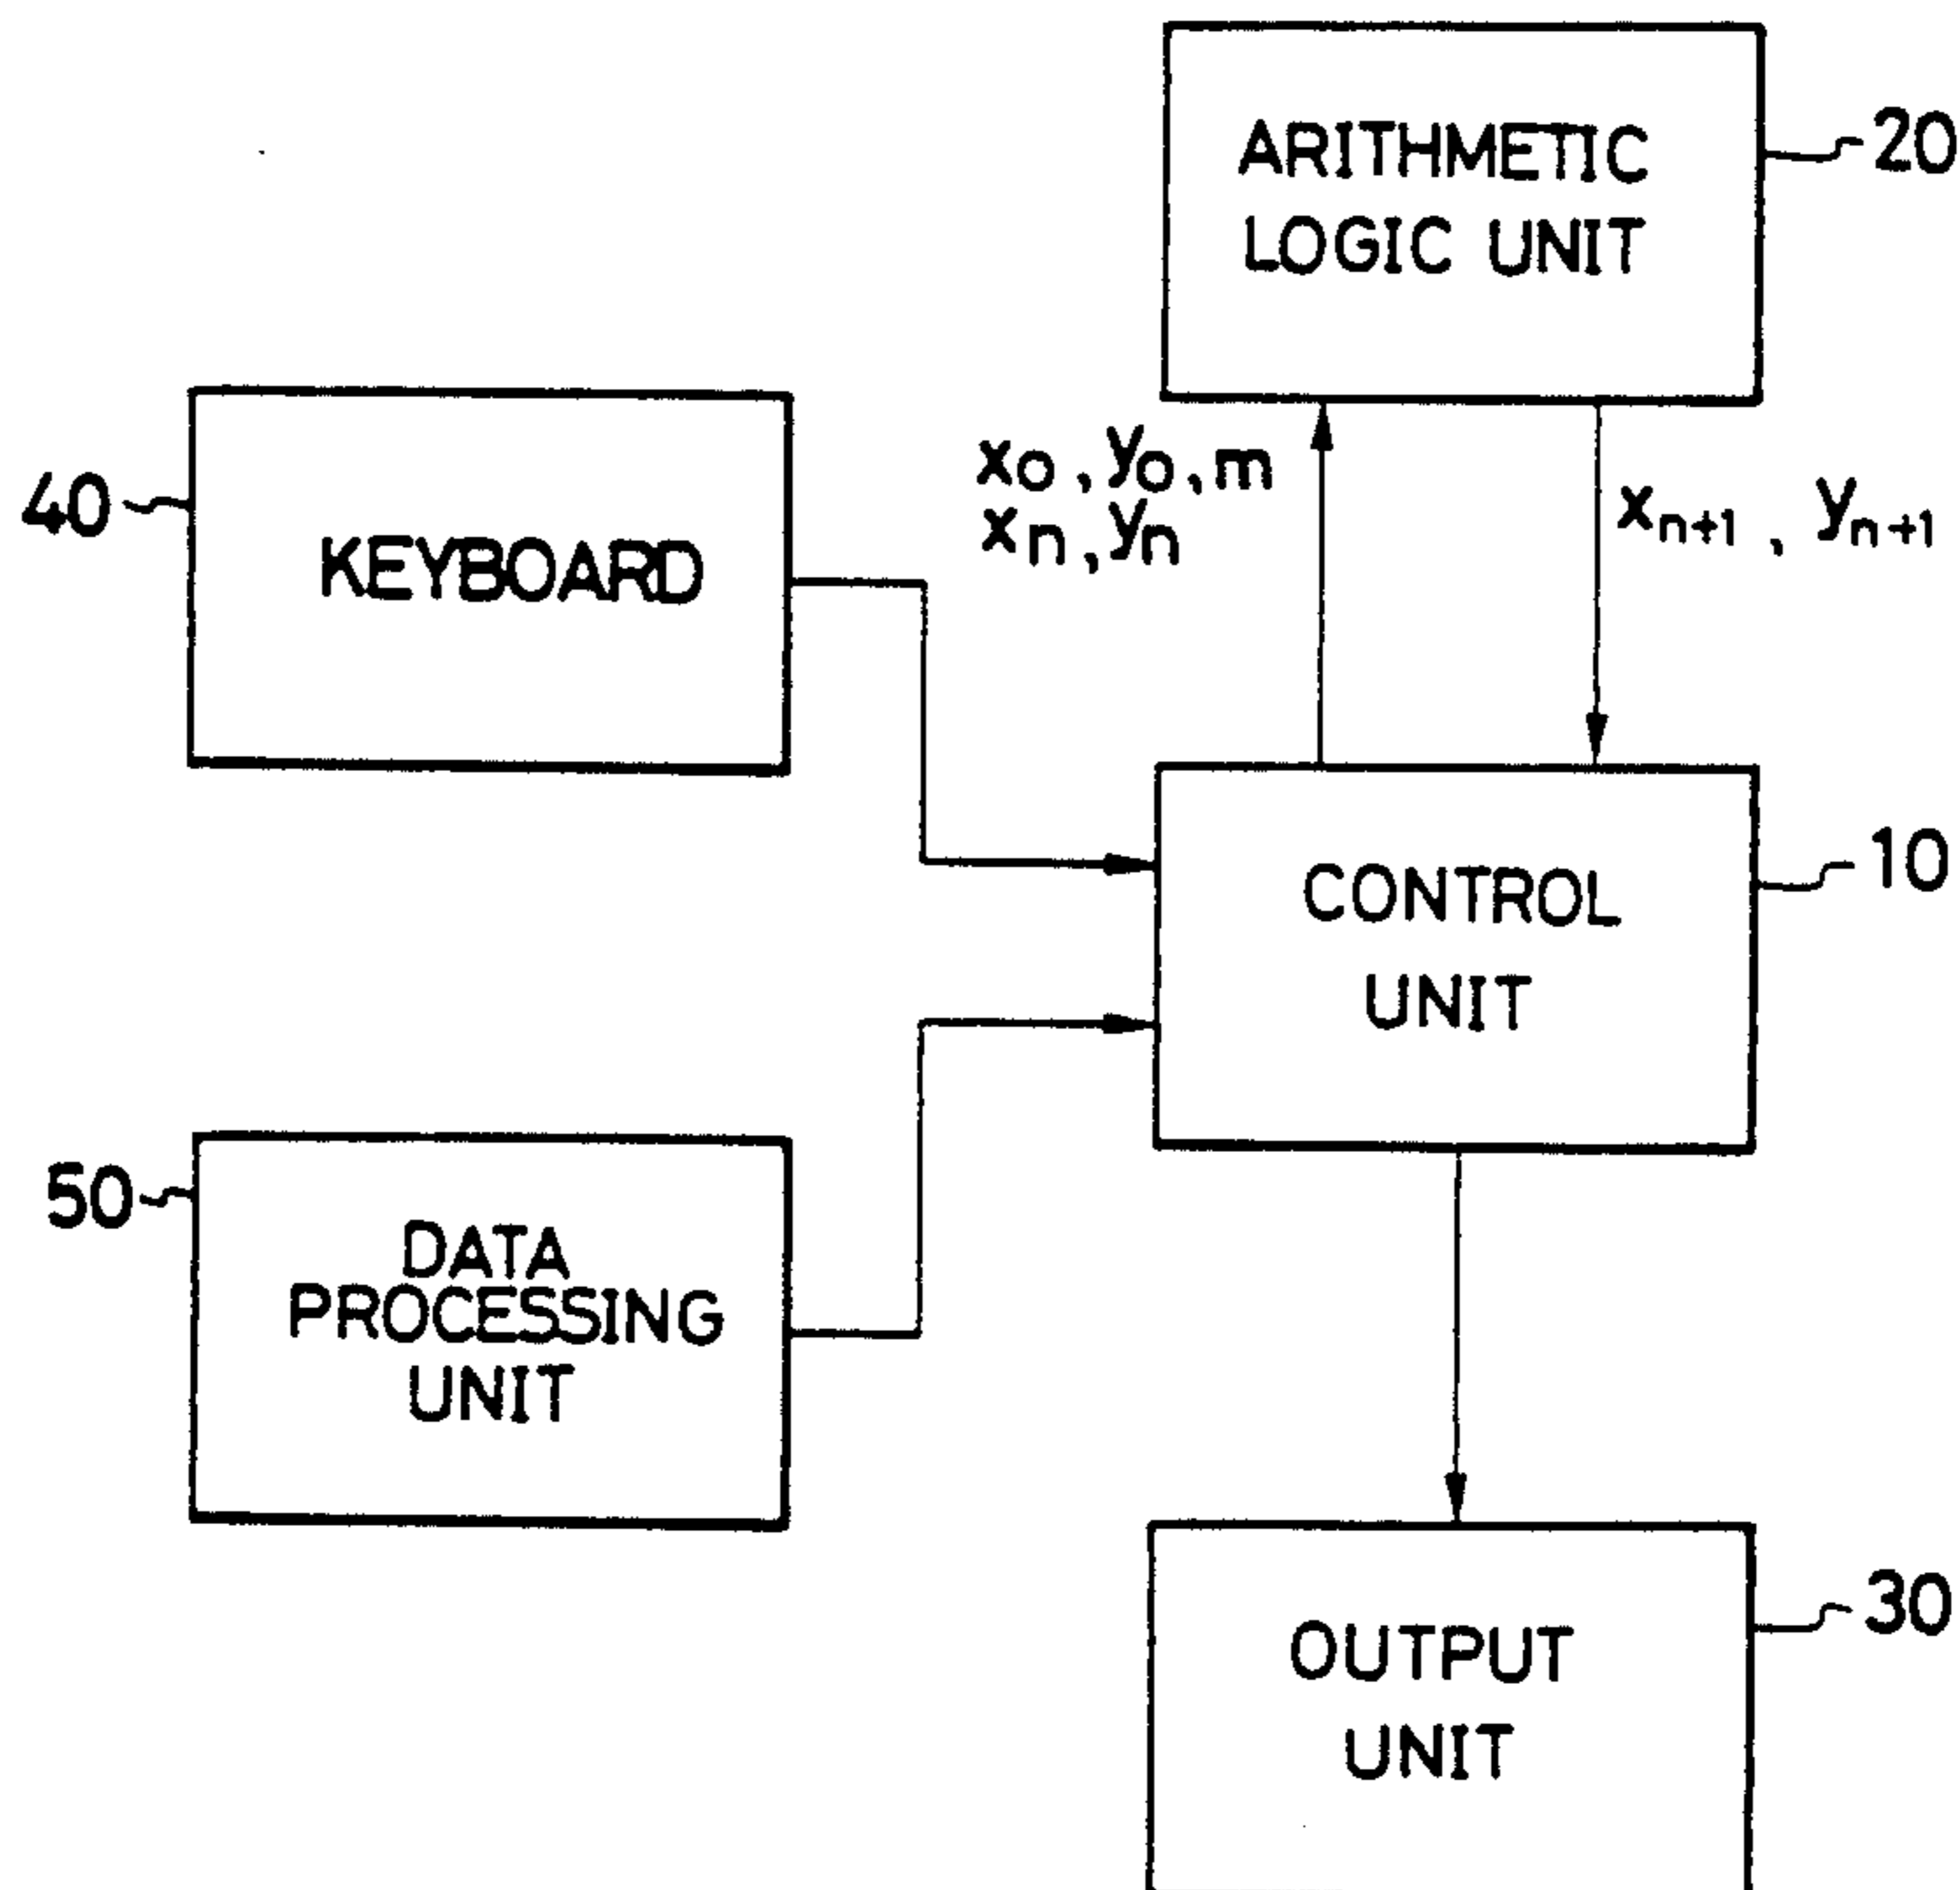 ARITHMETIC
LOGIC UNIT
20
40
KEYBOARD
x₀, y₀, m
xₙ, yₙ
xₙ₊₁, yₙ₊₁
CONTROL
UNIT
10
50
DATA
PROCESSING
UNIT
OUTPUT
UNIT
30